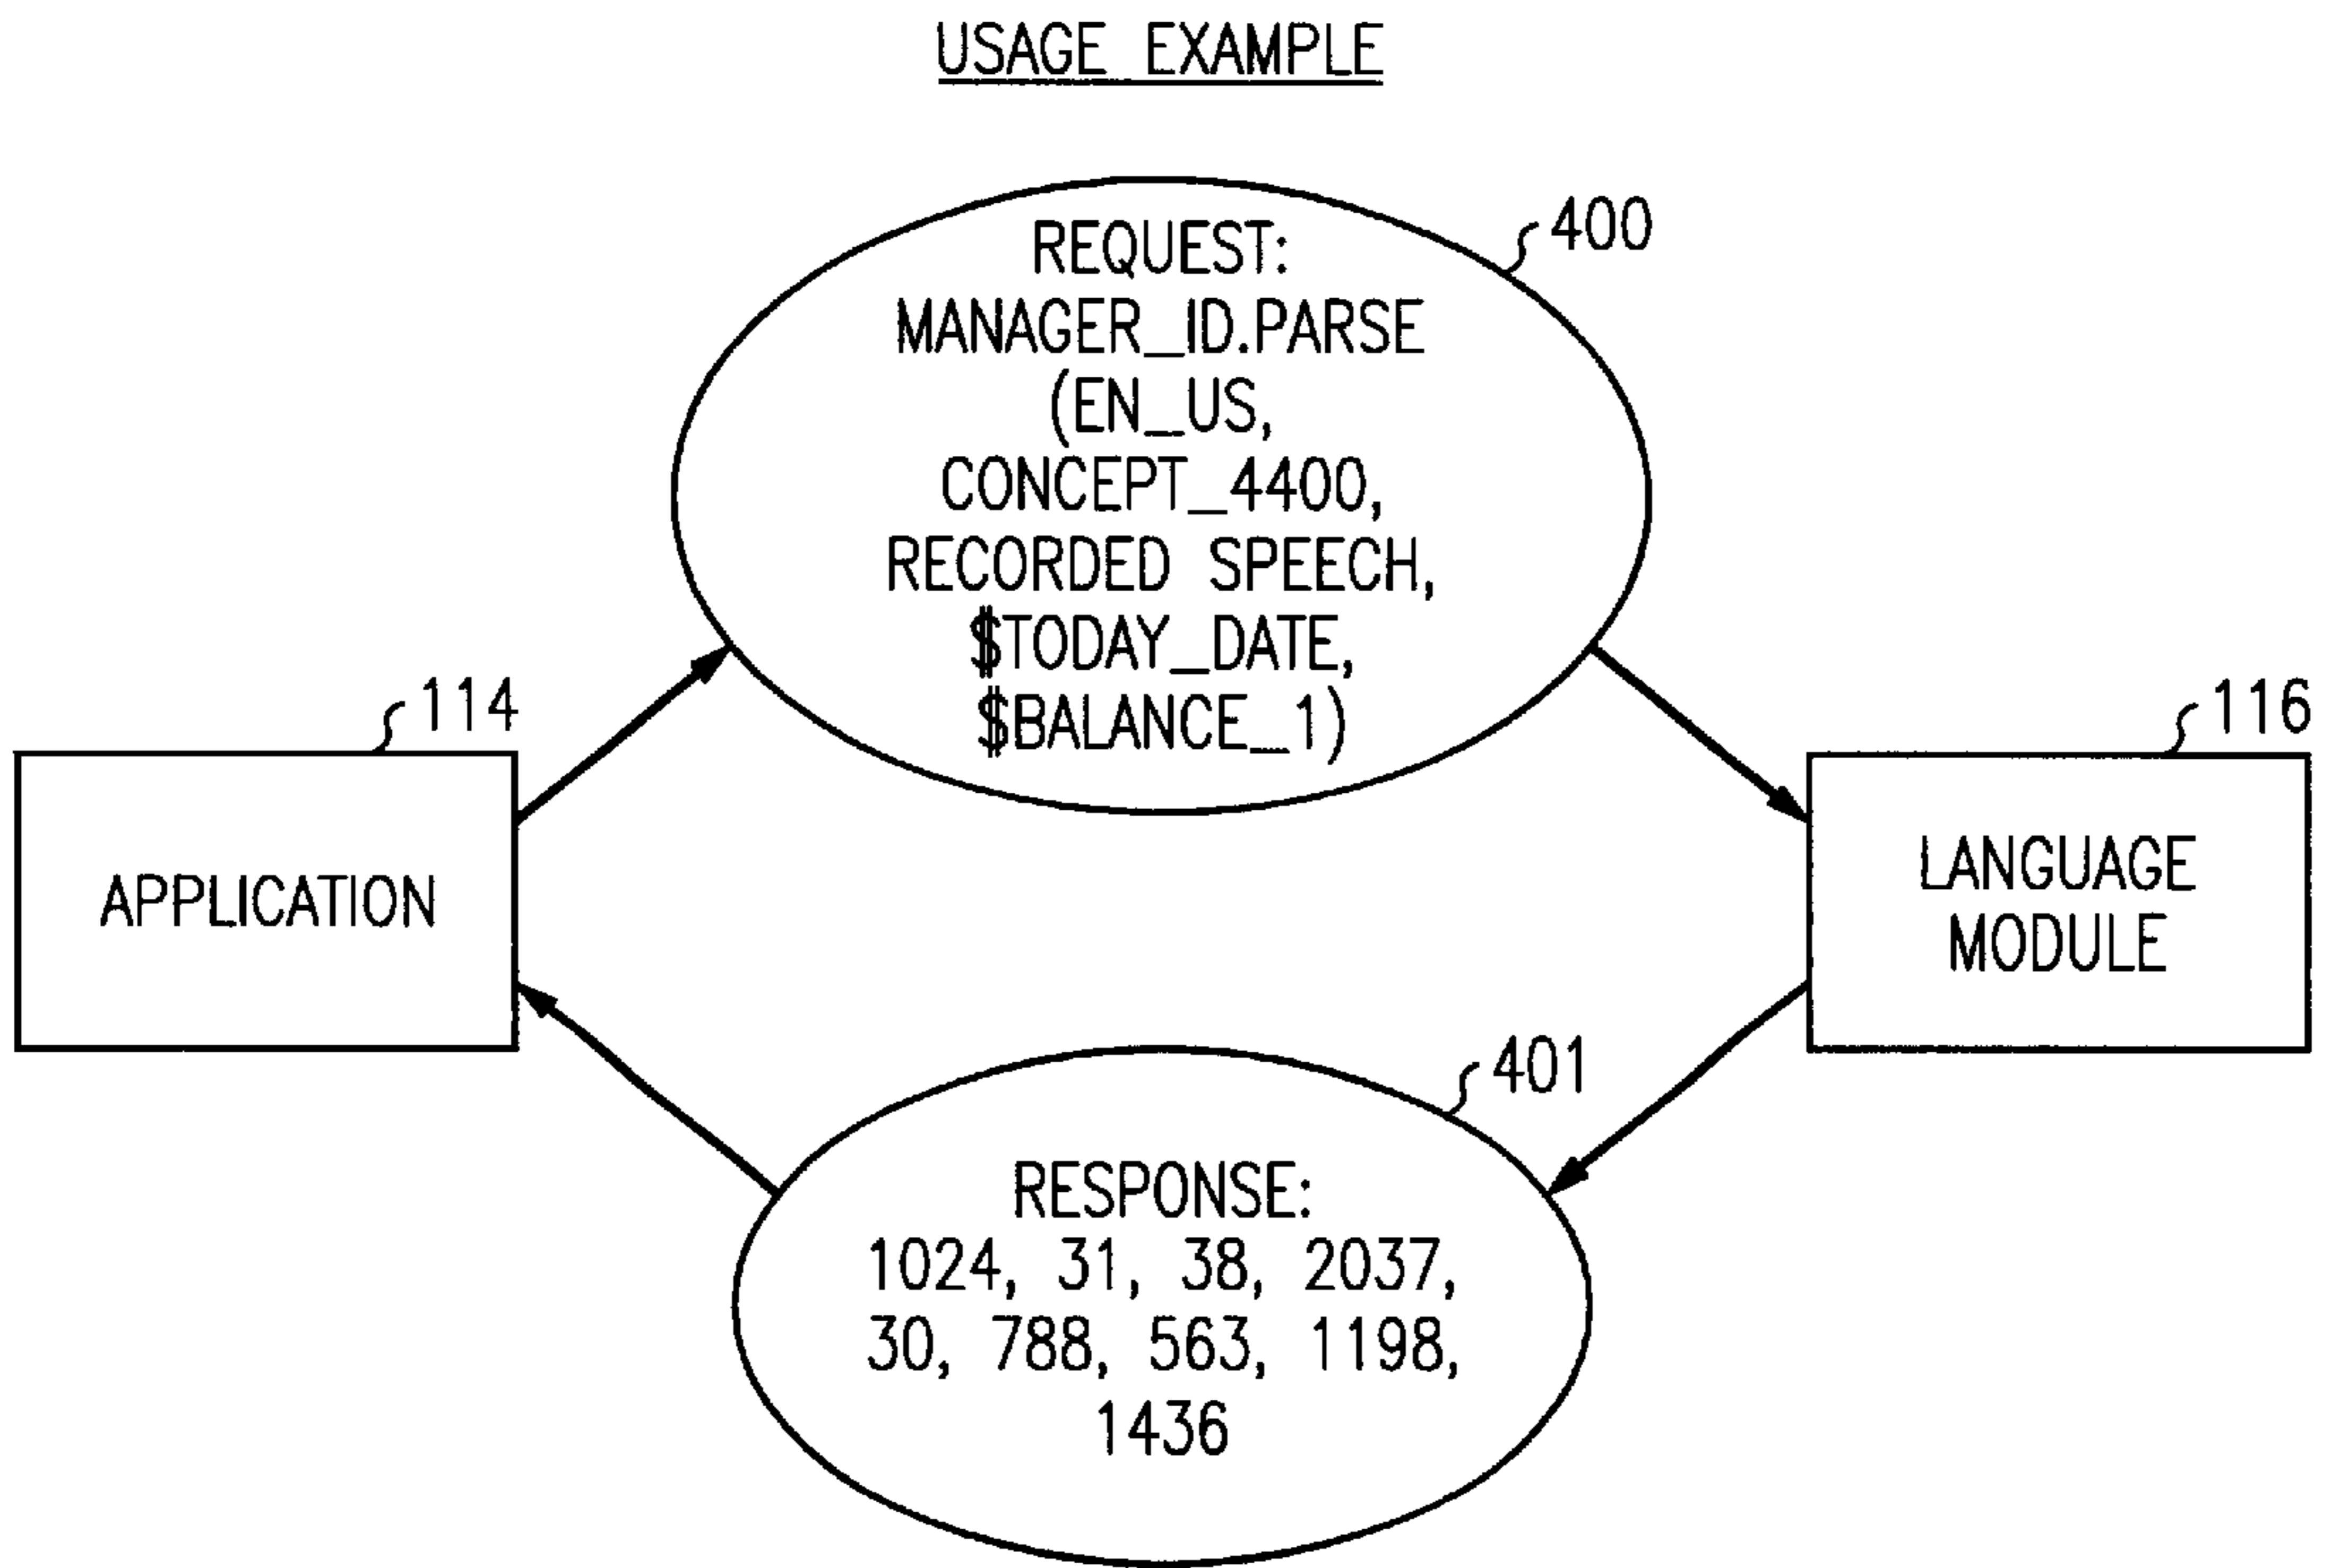 USAGE EXAMPLE
400
REQUEST:
MANAGER_ID.PARSE
(EN_US,
CONCEPT_4400,
RECORDED SPEECH,
$TODAY_DATE,
$BALANCE_1)
114
APPLICATION
116
LANGUAGE
MODULE
401
RESPONSE:
1024, 31, 38, 2037,
30, 788, 563, 1198,
1436